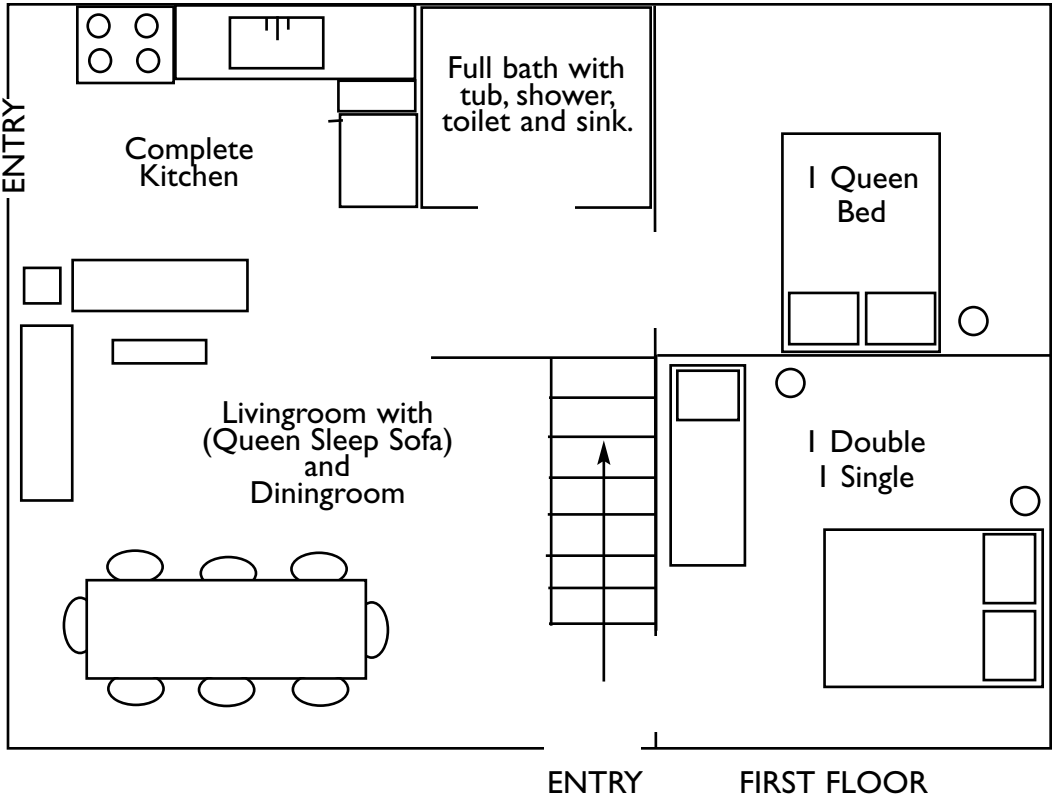 ENTRY
Full bath with
tub, shower,
toilet and sink.
Complete
Kitchen
1 Queen
Bed
Livingroom with
(Queen Sleep Sofa)
and
Diningroom
1 Double
1 Single
ENTRY
FIRST FLOOR